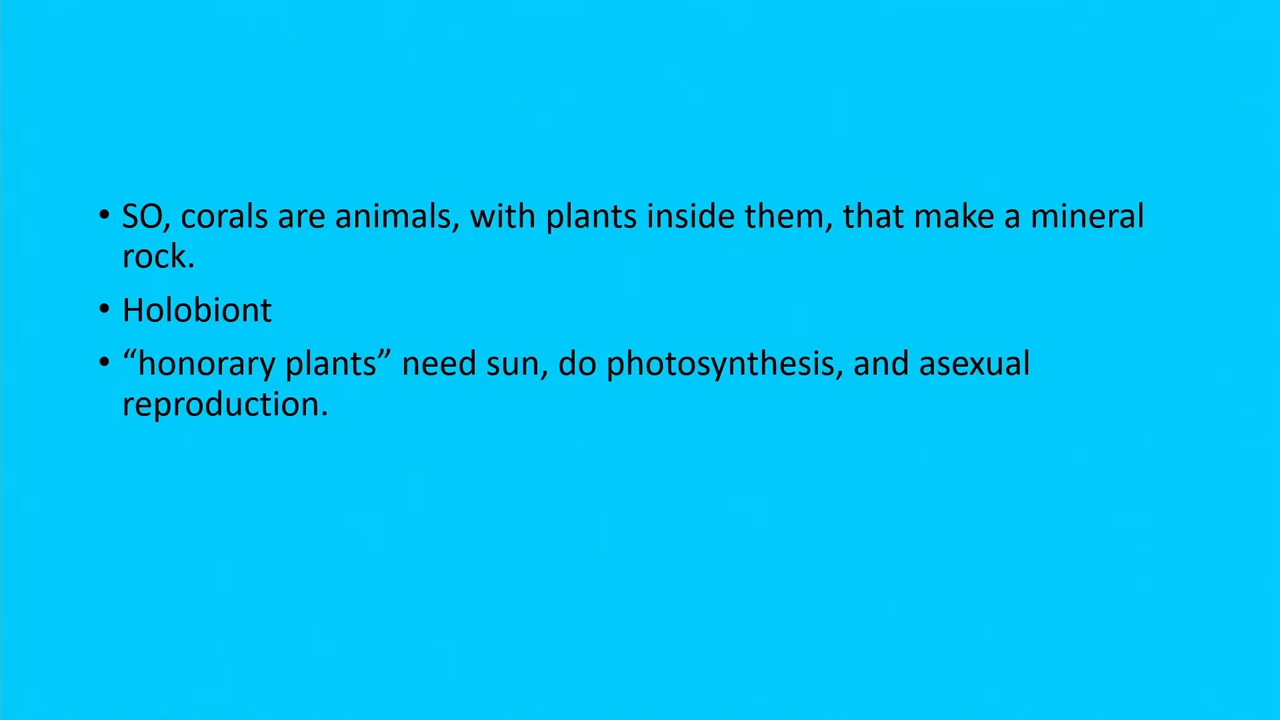 • SO, corals are animals, with plants inside them, that make a mineral
rock.
• Holobiont
• “honorary plants” need sun, do photosynthesis, and asexual
reproduction.